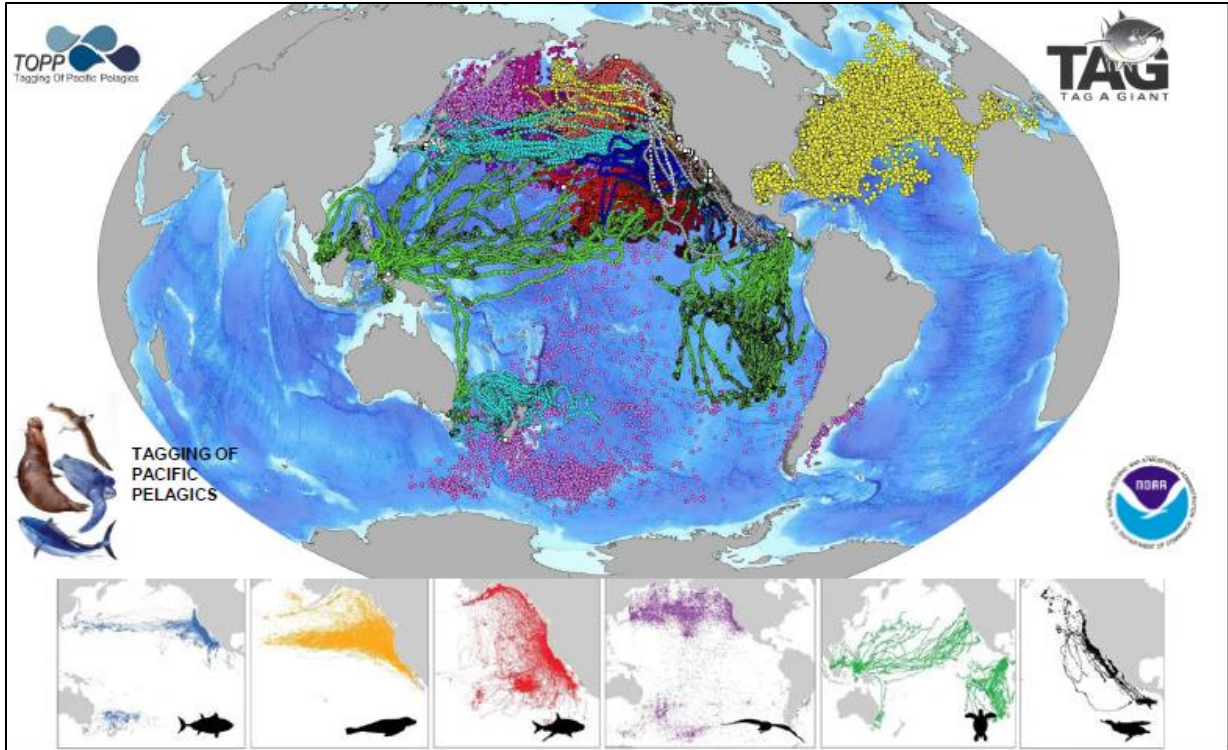 TOPP
Tagging Of Pacific Pelagics
TAG
TAG A GIANT
TAGGING OF
PACIFIC
PELAGICS
NOAA